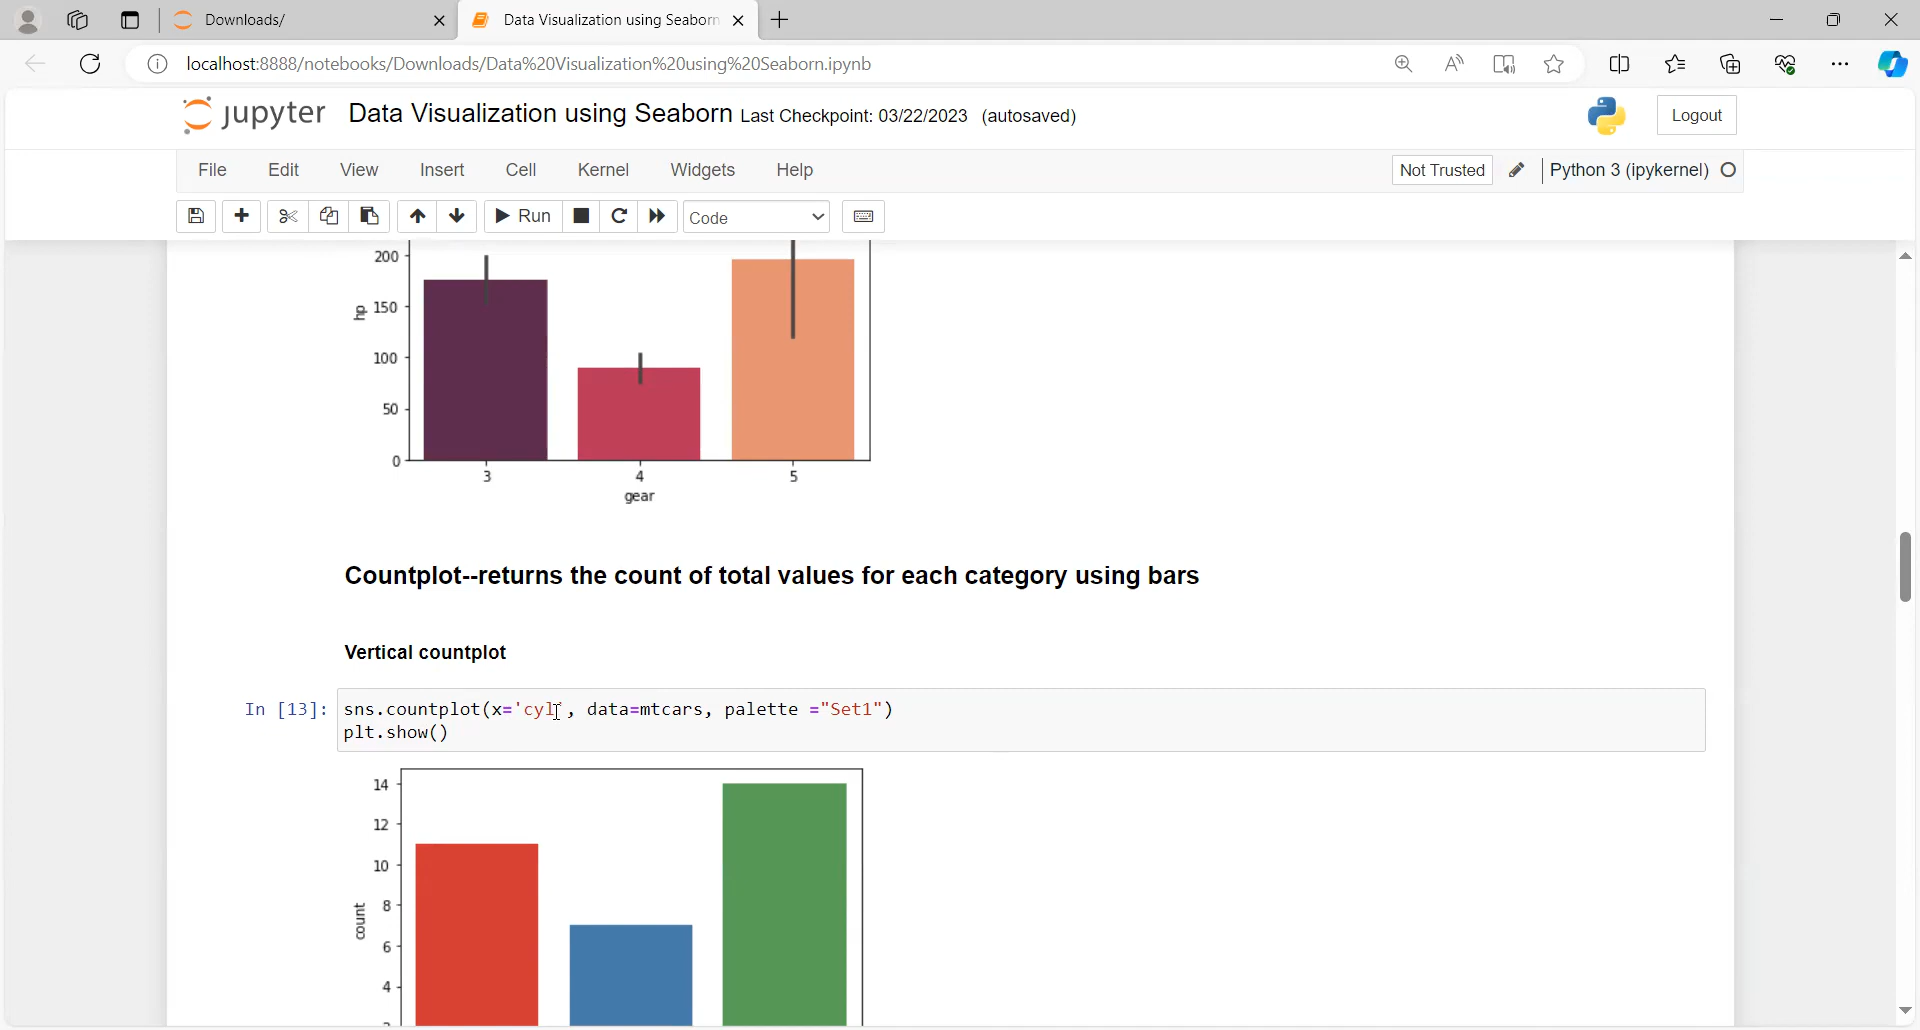 Downloads/
Data Visualization using Seaborn
localhost:8888/notebooks/Downloads/Data%20Visualization%20using%20Seaborn.ipynb
jupyter Data Visualization using Seaborn Last Checkpoint: 03/22/2023 (autosaved)
Logout
File Edit View Insert Cell Kernel Widgets Help
Not Trusted
Python 3 (ipykernel)
Run
Code
200
150
100
50
0
hp
3 4 5
gear
Countplot--returns the count of total values for each category using bars
Vertical countplot
In [13]: sns.countplot(x='cyl', data=mtcars, palette ="Set1")
plt.show()
14
12
10
8
6
4
count